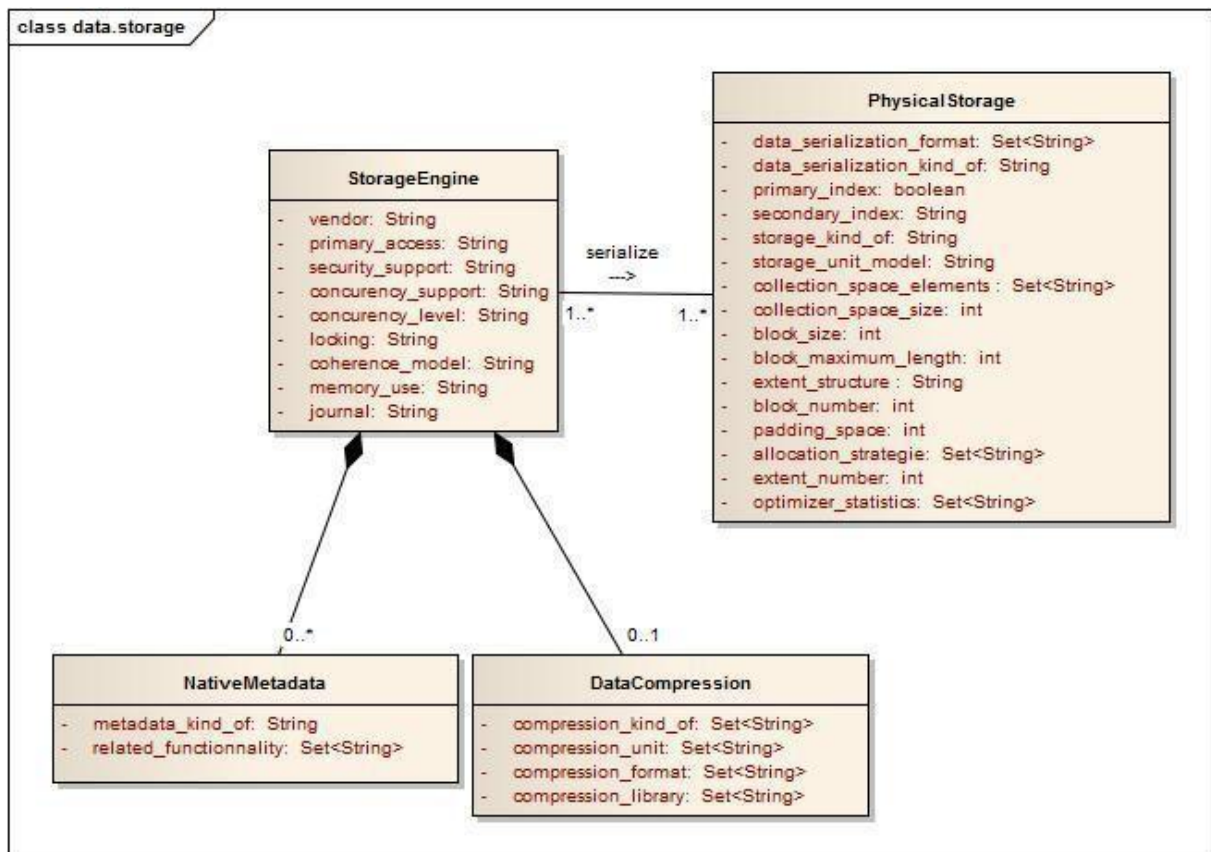 class data.storage
PhysicalStorage
- data_serialization_format: Set<String>
- data_serialization_kind_of: String
- primary_index: boolean
- secondary_index: String
- storage_kind_of: String
- storage_unit_model: String
- collection_space_elements : Set<String>
- collection_space_size: int
- block_size: int
- block_maximum_length: int
- extent_structure : String
- block_number: int
- padding_space: int
- allocation_strategie: Set<String>
- extent_number: int
- optimizer_statistics: Set<String>
StorageEngine
- vendor: String
- primary_access: String
- security_support: String
- concurency_support: String
- concurency_level: String
- locking: String
- coherence_model: String
- memory_use: String
- journal: String
serialize
--->
1..*
1..*
0..*
0..1
NativeMetadata
- metadata_kind_of: String
- related_functionnality: Set<String>
DataCompression
- compression_kind_of: Set<String>
- compression_unit: Set<String>
- compression_format: Set<String>
- compression_library: Set<String>